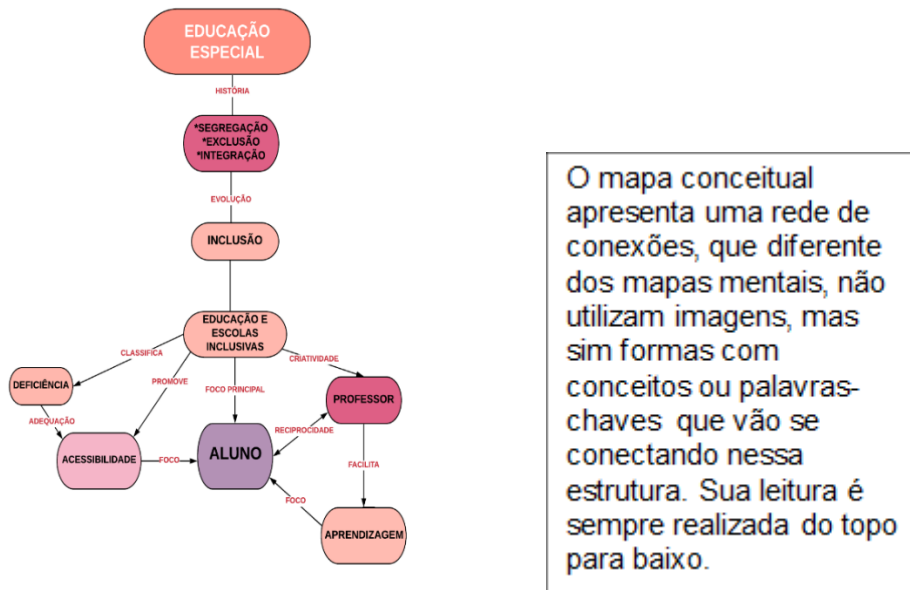 EDUCAÇÃO
ESPECIAL
HISTÓRIA
*SEGREGAÇÃO
*EXCLUSÃO
*INTEGRAÇÃO
EVOLUÇÃO
INCLUSÃO
EDUCAÇÃO E
ESCOLAS
INCLUSIVAS
CLASSIFICA
CRIATIVIDADE
PROMOVE
FOCO PRINCIPAL
DEFICIÊNCIA
PROFESSOR
ADEQUAÇÃO
RECIPROCIDADE
ACESSIBILIDADE
FOCO
ALUNO
FACILITA
FOCO
APRENDIZAGEM
O mapa conceitual
apresenta uma rede de
conexões, que diferente
dos mapas mentais, não
utilizam imagens, mas
sim formas com
conceitos ou palavras-
chaves que vão se
conectando nessa
estrutura. Sua leitura é
sempre realizada do topo
para baixo.